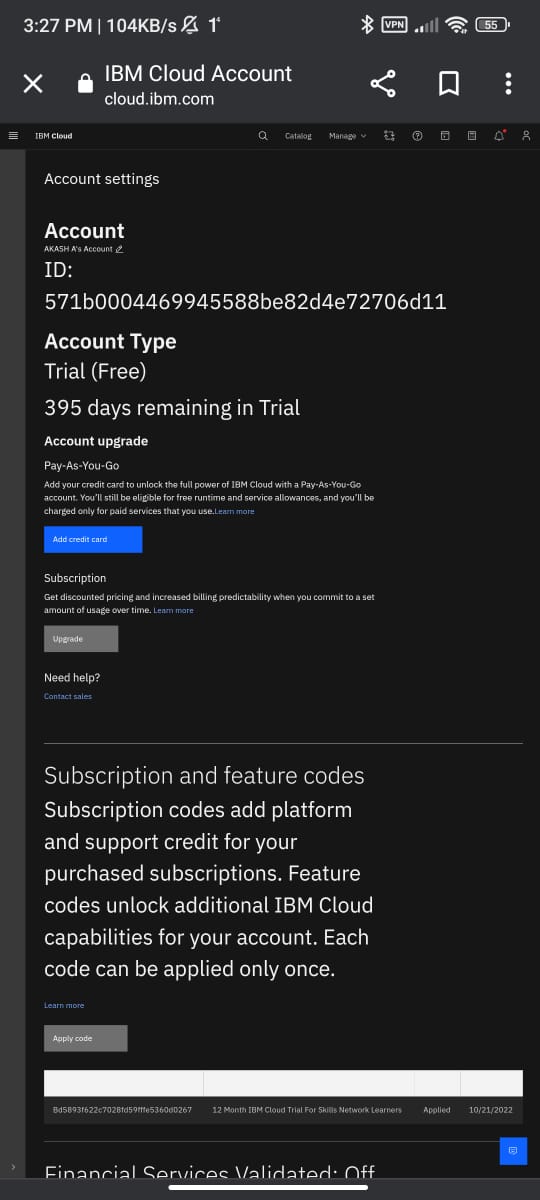 3:27 PM | 104KB/s
VPN
55
IBM Cloud Account
cloud.ibm.com
IBM Cloud
Catalog
Manage
Account settings
Account
AKASH A's Account
ID:
571b0004469945588be82d4e72706d11
Account Type
Trial (Free)
395 days remaining in Trial
Account upgrade
Pay-As-You-Go
Add your credit card to unlock the full power of IBM Cloud with a Pay-As-You-Go
account. You'll still be eligible for free runtime and service allowances, and you'll be
charged only for paid services that you use.Learn more
Add credit card
Subscription
Get discounted pricing and increased billing predictability when you commit to a set
amount of usage over time. Learn more
Upgrade
Need help?
Contact sales
Subscription and feature codes
Subscription codes add platform
and support credit for your
purchased subscriptions. Feature
codes unlock additional IBM Cloud
capabilities for your account. Each
code can be applied only once.
Learn more
Apply code
Bd5893f622c7028fd59fffe5360d0267 12 Month IBM Cloud Trial For Skills Network Learners Applied 10/21/2022
Financial Services Validated: Off